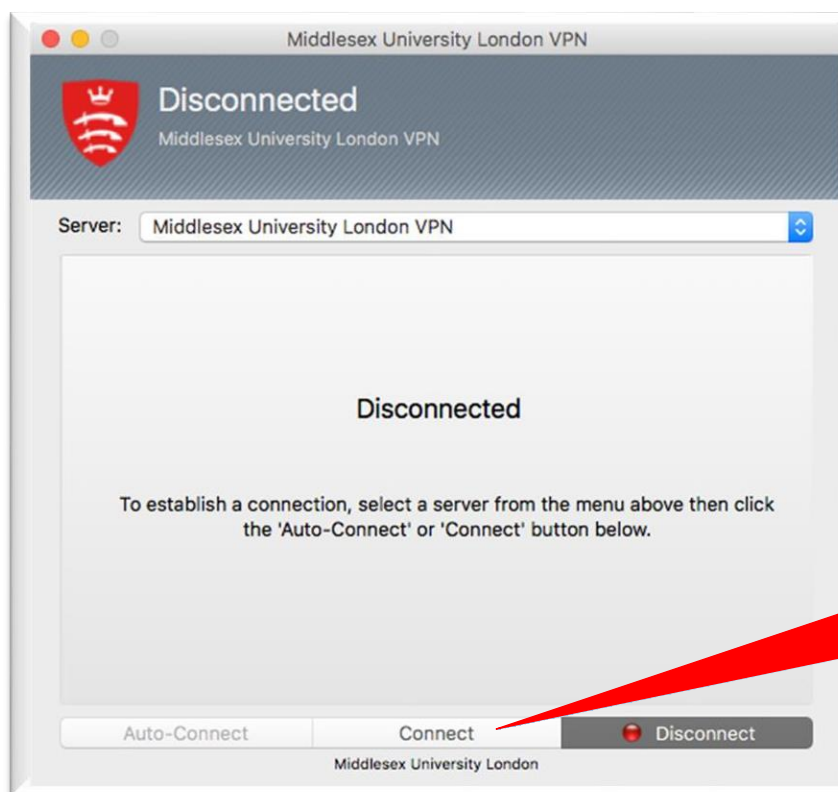 Middlesex University London VPN
Disconnected
Middlesex University London VPN
Server: Middlesex University London VPN
Disconnected
To establish a connection, select a server from the menu above then click
the 'Auto-Connect' or 'Connect' button below.
Auto-Connect Connect Disconnect
Middlesex University London